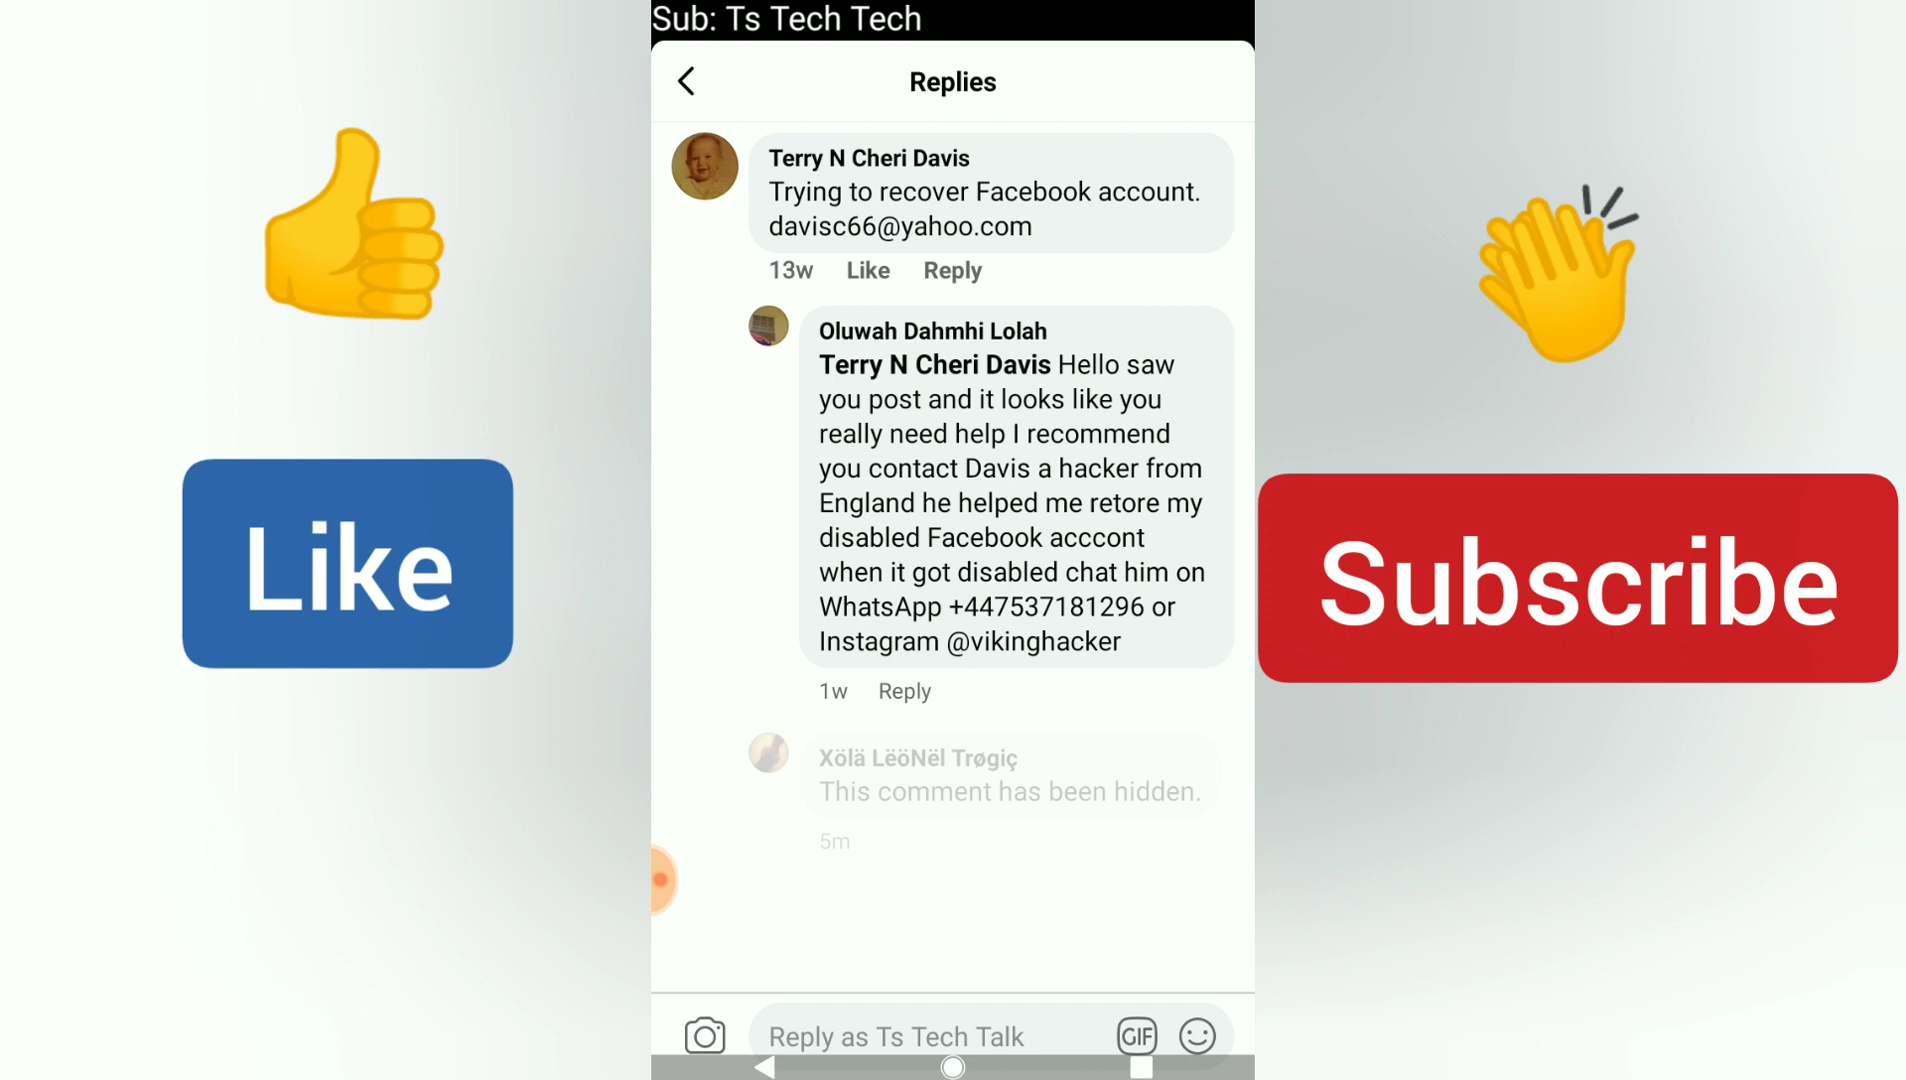 Sub: Ts Tech Tech
Replies
Terry N Cheri Davis
Trying to recover Facebook account.
davisc66@yahoo.com
13w Like Reply
Oluwah Dahmhi Lolah
Terry N Cheri Davis Hello saw
you post and it looks like you
really need help I recommend
you contact Davis a hacker from
England he helped me retore my
disabled Facebook acccont
when it got disabled chat him on
WhatsApp +447537181296 or
Instagram @vikinghacker
1w Reply
Xölä LëöNël Trøgiç
This comment has been hidden.
5m
Reply as Ts Tech Talk
GIF
Like
Subscribe